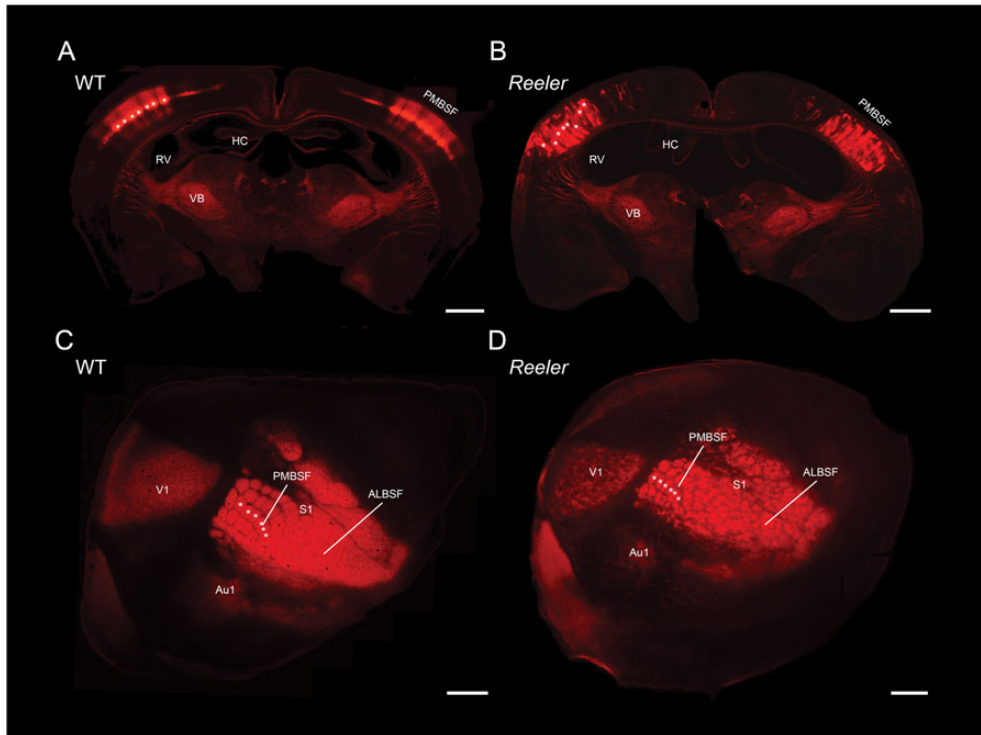 A
WT
PMBSF
HC
RV
VB
B
Reeler
PMBSF
HC
RV
VB
C
WT
PMBSF
V1
S1
ALBSF
Au1
D
Reeler
PMBSF
V1
S1
ALBSF
Au1